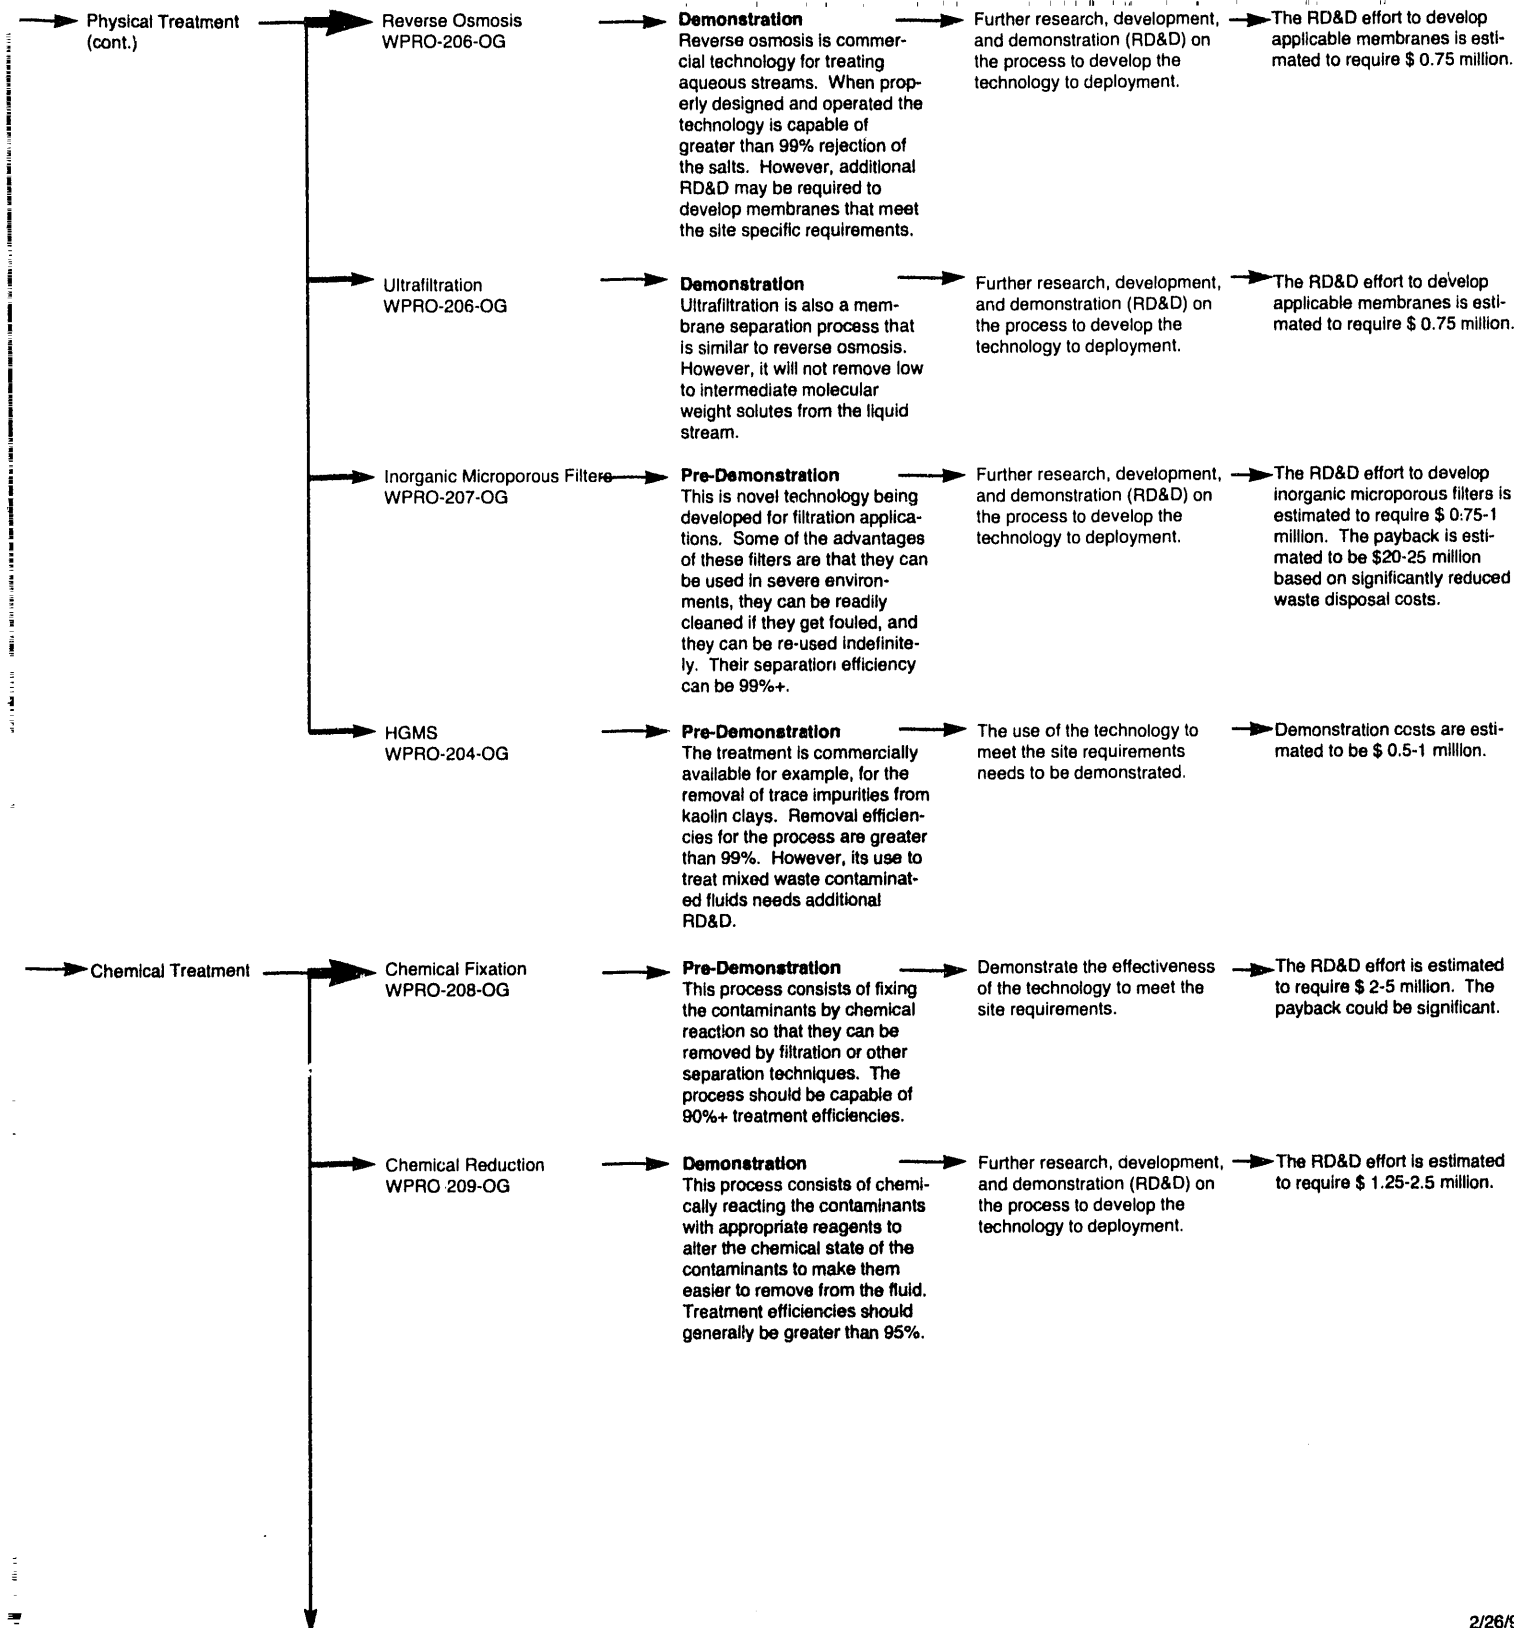 Physical Treatment
(cont.)
Reverse Osmosis
WPRO-206-OG
Demonstration
Reverse osmosis is commer-
cial technology for treating
aqueous streams. When prop-
erly designed and operated the
technology is capable of
greater than 99% rejection of
the salts. However, additional
RD&D may be required to
develop membranes that meet
the site specific requirements.
Further research, development,
and demonstration (RD&D) on
the process to develop the
technology to deployment.
The RD&D effort to develop
applicable membranes is esti-
mated to require $ 0.75 million.
Ultrafiltration
WPRO-206-OG
Demonstration
Ultrafiltration is also a mem-
brane separation process that
is similar to reverse osmosis.
However, it will not remove low
to intermediate molecular
weight solutes from the liquid
stream.
Further research, development,
and demonstration (RD&D) on
the process to develop the
technology to deployment.
The RD&D effort to develop
applicable membranes is esti-
mated to require $ 0.75 million.
Inorganic Microporous Filters
WPRO-207-OG
Pre-Demonstration
This is novel technology being
developed for filtration applica-
tions. Some of the advantages
of these filters are that they can
be used in severe environ-
ments, they can be readily
cleaned if they get fouled, and
they can be re-used indefinite-
ly. Their separation efficiency
can be 99%+.
Further research, development,
and demonstration (RD&D) on
the process to develop the
technology to deployment.
The RD&D effort to develop
inorganic microporous filters is
estimated to require $ 0.75-1
million. The payback is esti-
mated to be $20-25 million
based on significantly reduced
waste disposal costs.
HGMS
WPRO-204-OG
Pre-Demonstration
The treatment is commercially
available for example, for the
removal of trace impurities from
kaolin clays. Removal efficien-
cies for the process are greater
than 99%. However, its use to
treat mixed waste contaminat-
ed fluids needs additional
RD&D.
The use of the technology to
meet the site requirements
needs to be demonstrated.
Demonstration costs are esti-
mated to be $ 0.5-1 million.
Chemical Treatment
Chemical Fixation
WPRO-208-OG
Pre-Demonstration
This process consists of fixing
the contaminants by chemical
reaction so that they can be
removed by filtration or other
separation techniques. The
process should be capable of
90%+ treatment efficiencies.
Demonstrate the effectiveness
of the technology to meet the
site requirements.
The RD&D effort is estimated
to require $ 2-5 million. The
payback could be significant.
Chemical Reduction
WPRO 209-OG
Demonstration
This process consists of chemi-
cally reacting the contaminants
with appropriate reagents to
alter the chemical state of the
contaminants to make them
easier to remove from the fluid.
Treatment efficiencies should
generally be greater than 95%.
Further research, development,
and demonstration (RD&D) on
the process to develop the
technology to deployment.
The RD&D effort is estimated
to require $ 1.25-2.5 million.
2/26/9